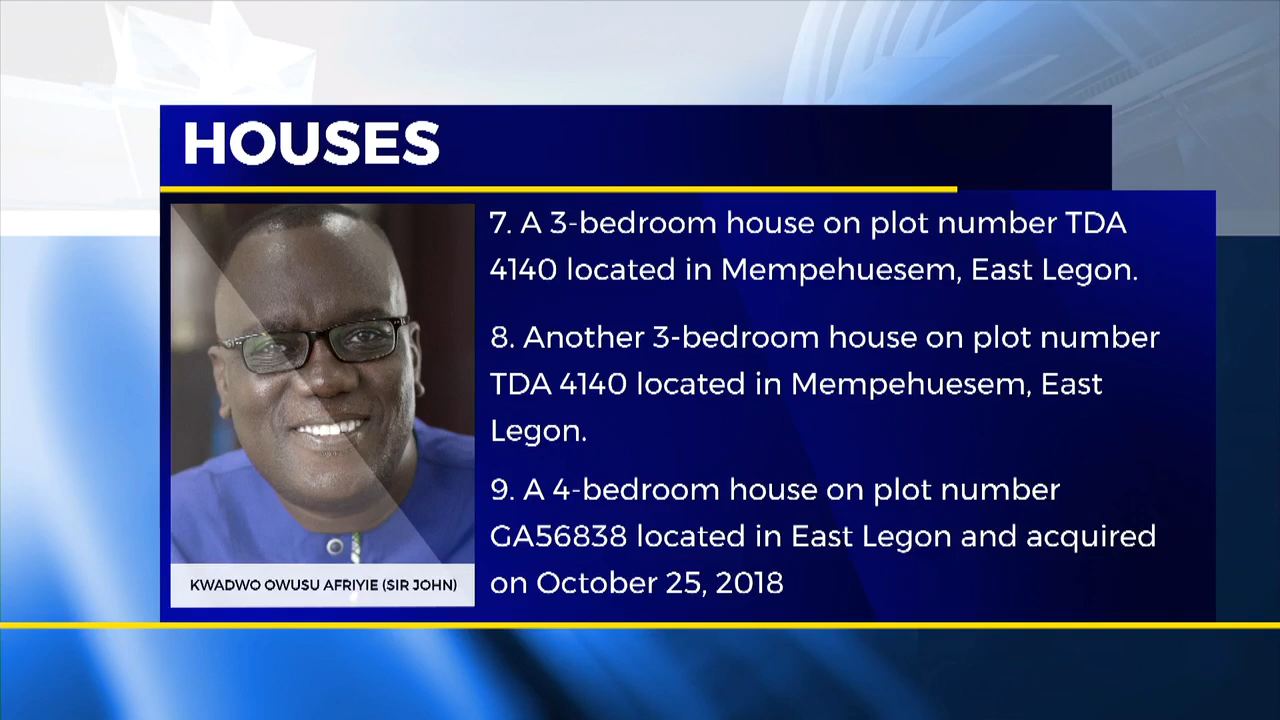 HOUSES
7. A 3-bedroom house on plot number TDA
4140 located in Mempehuesem, East Legon.
8. Another 3-bedroom house on plot number
TDA 4140 located in Mempehuesem, East
Legon.
9. A 4-bedroom house on plot number
GA56838 located in East Legon and acquired
on October 25, 2018
KWADWO OWUSU AFRIYIE (SIR JOHN)